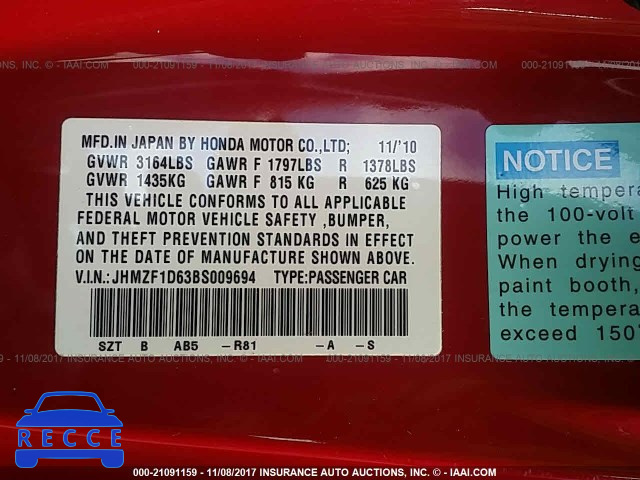 000-21091159 - 11/08/2017 INSURANCE AUTO AUCTIONS, INC. - © IAAI.COM
MFD.IN JAPAN BY HONDA MOTOR CO.,LTD; 11/'10
GVWR 3164LBS GAWR F 1797LBS R 1378LBS
GVWR 1435KG GAWR F 815 KG R 625 KG
THIS VEHICLE CONFORMS TO ALL APPLICABLE
FEDERAL MOTOR VEHICLE SAFETY ,BUMPER,
AND THEFT PREVENTION STANDARDS IN EFFECT
ON THE DATE OF MANUFACTURE SHOWN ABOVE.
V.I.N.: JHMZF1D63BS009694 TYPE:PASSENGER CAR
SZT B AB5 -R81 -A -S
NOTICE
High tempera
the 100-volt
power the e
When drying
paint booth,
the tempera
exceed 150°
RECCE
000-21091159 - 11/08/2017 INSURANCE AUTO AUCTIONS, INC. - © IAAI.COM